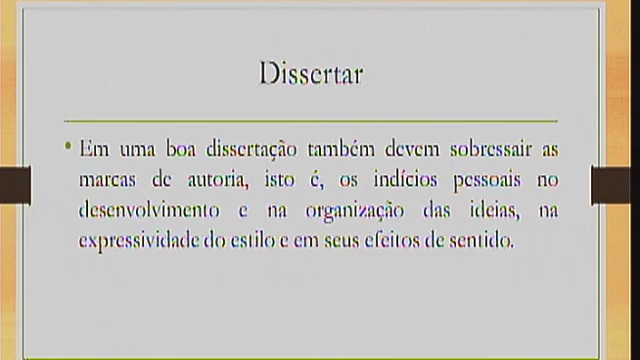 Dissertar
• Em uma boa dissertação também devem sobressair as
marcas de autoria, isto é, os indícios pessoais no
desenvolvimento e na organização das ideias, na
expressividade do estilo e em seus efeitos de sentido.